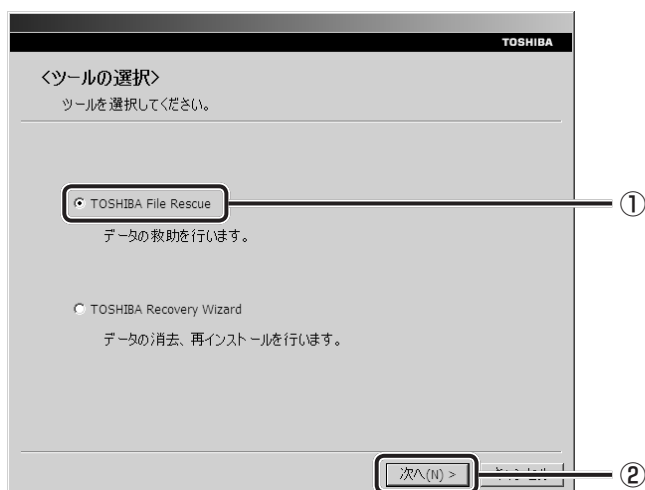 TOSHIBA
<ツールの選択>
ツールを選択してください。
TOSHIBA File Rescue
①
データの救助を行います。
TOSHIBA Recovery Wizard
データの消去、再インストールを行います。
次へ(N) >
②